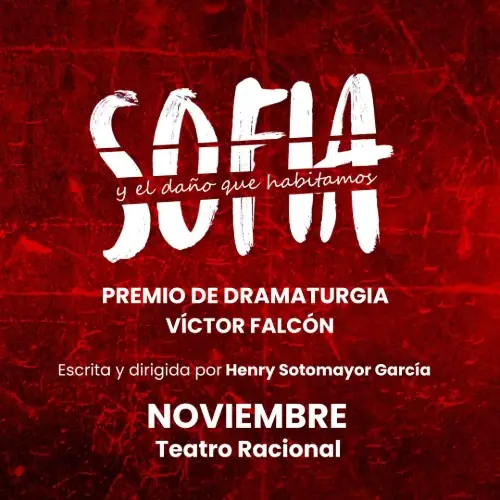 SOFIA
y el daño que habitamos
PREMIO DE DRAMATURGIA
VÍCTOR FALCÓN
Escrita y dirigida por Henry Sotomayor García
NOVIEMBRE
Teatro Racional